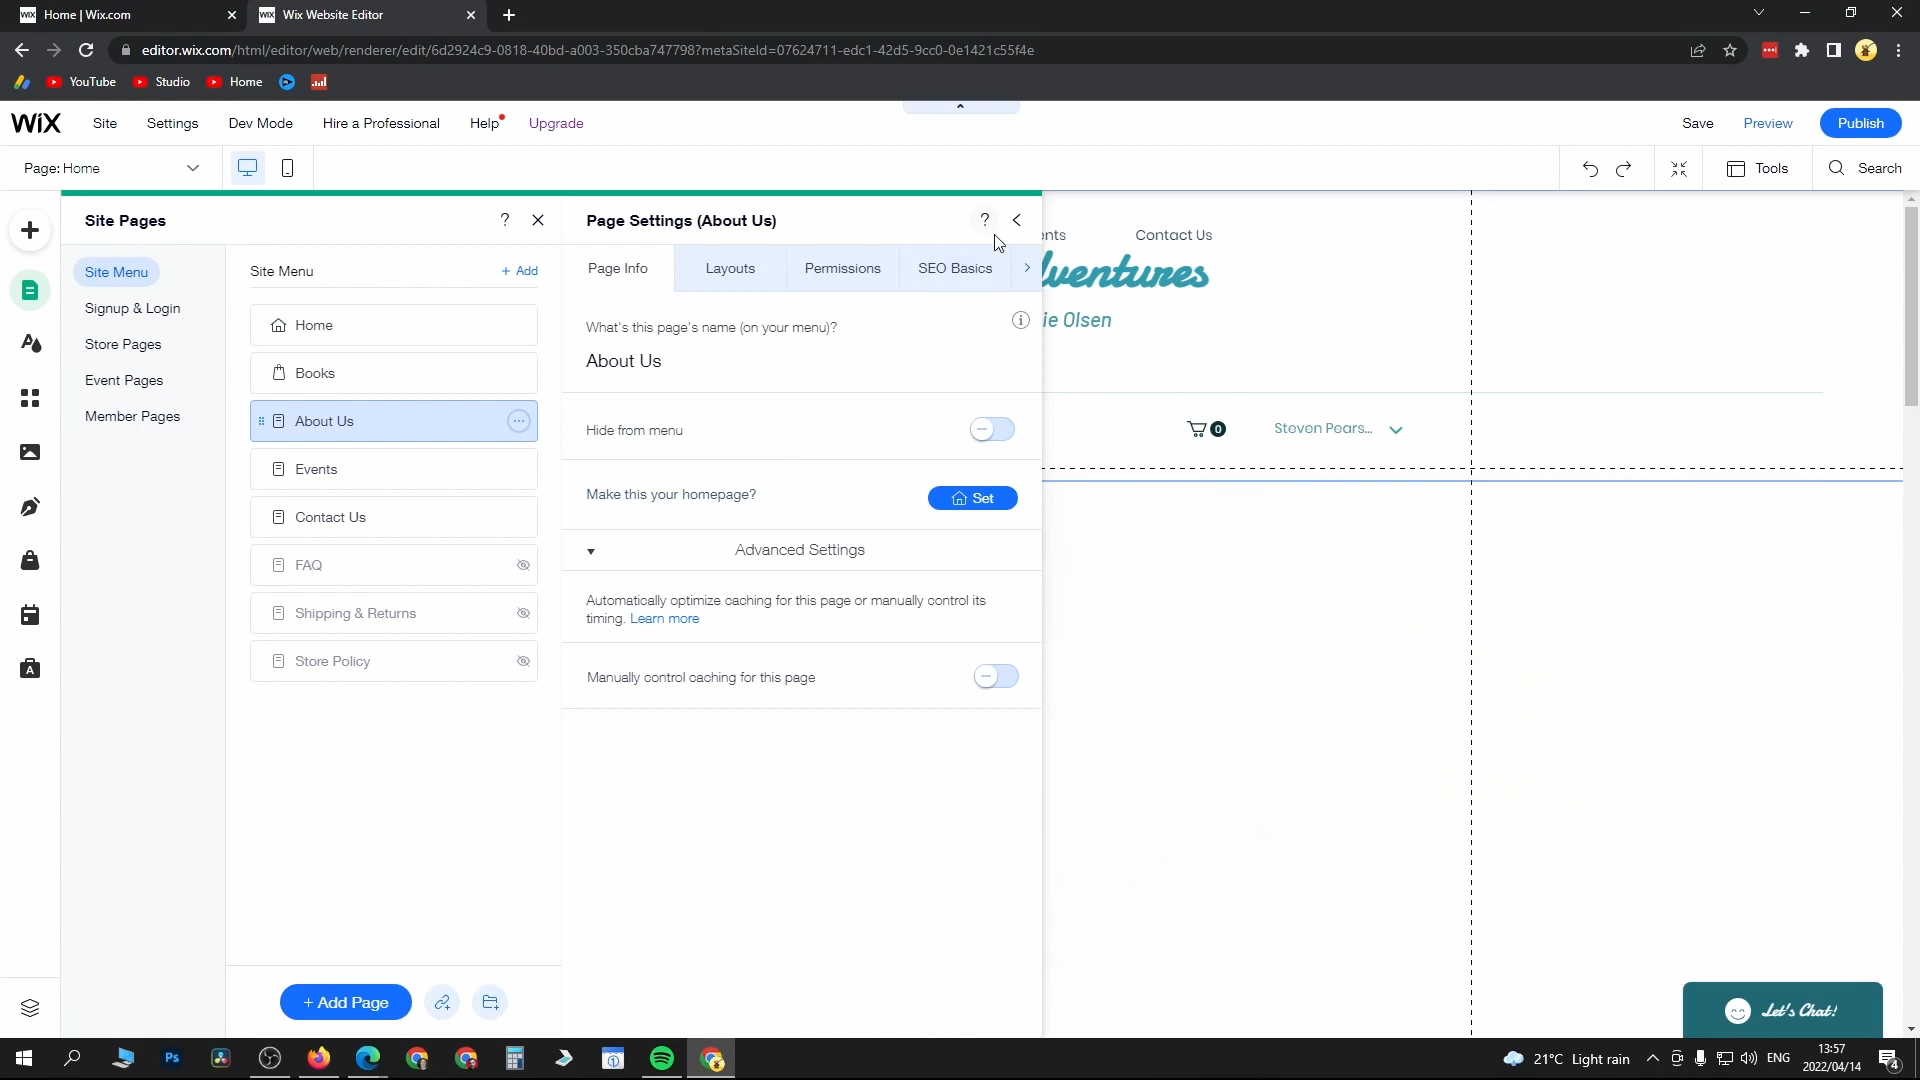 Home | Wix.com
Wix Website Editor
editor.wix.com/html/editor/web/renderer/edit/6d2924c9-0818-40bd-a003-350cba747798?metaSiteId=07624711-edc1-42d5-9cc0-0e1421c55f4e
YouTube
Studio
Home
WiX
Site
Settings
Dev Mode
Hire a Professional
Help
Upgrade
Save
Preview
Publish
Page: Home
Tools
Search
Site Pages
?
Page Settings (About Us)
?
Site Menu
Signup & Login
Store Pages
Event Pages
Member Pages
Site Menu
+ Add
Home
Books
About Us
Events
Contact Us
FAQ
Shipping & Returns
Store Policy
+ Add Page
Page Info
Layouts
Permissions
SEO Basics
What's this page's name (on your menu)?
About Us
Hide from menu
Make this your homepage?
Set
Advanced Settings
Automatically optimize caching for this page or manually control its
timing. Learn more
Manually control caching for this page
ents
Contact Us
dventures
ie Olsen
0
Steven Pears...
Let's Chat!
21°C Light rain
ENG
13:57
2022/04/14
4